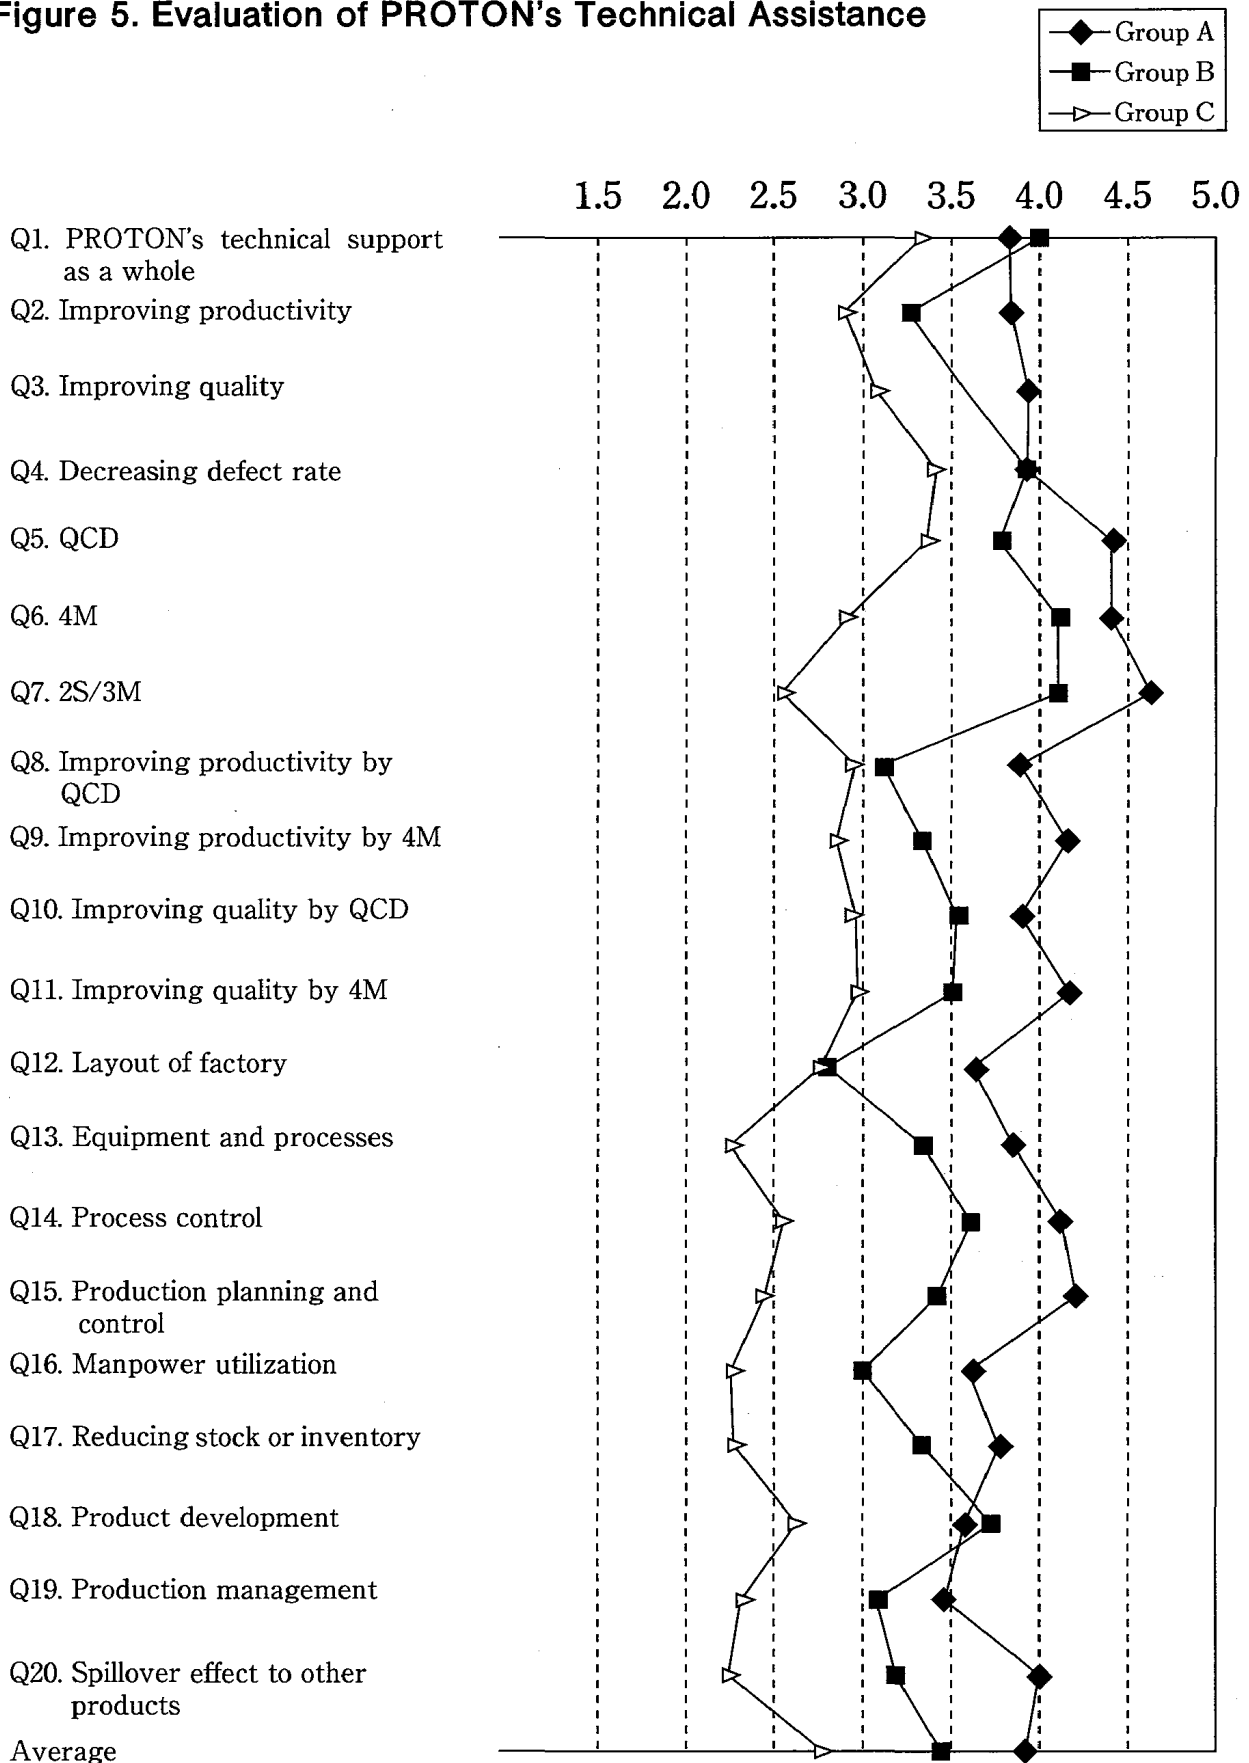 Figure 5. Evaluation of PROTON's Technical Assistance
Group A
Group B
Group C
1.5 2.0 2.5 3.0 3.5 4.0 4.5 5.0
Q1. PROTON's technical support
as a whole
Q2. Improving productivity
Q3. Improving quality
Q4. Decreasing defect rate
Q5. QCD
Q6. 4M
Q7. 2S/3M
Q8. Improving productivity by
QCD
Q9. Improving productivity by 4M
Q10. Improving quality by QCD
Q11. Improving quality by 4M
Q12. Layout of factory
Q13. Equipment and processes
Q14. Process control
Q15. Production planning and
control
Q16. Manpower utilization
Q17. Reducing stock or inventory
Q18. Product development
Q19. Production management
Q20. Spillover effect to other
products
Average